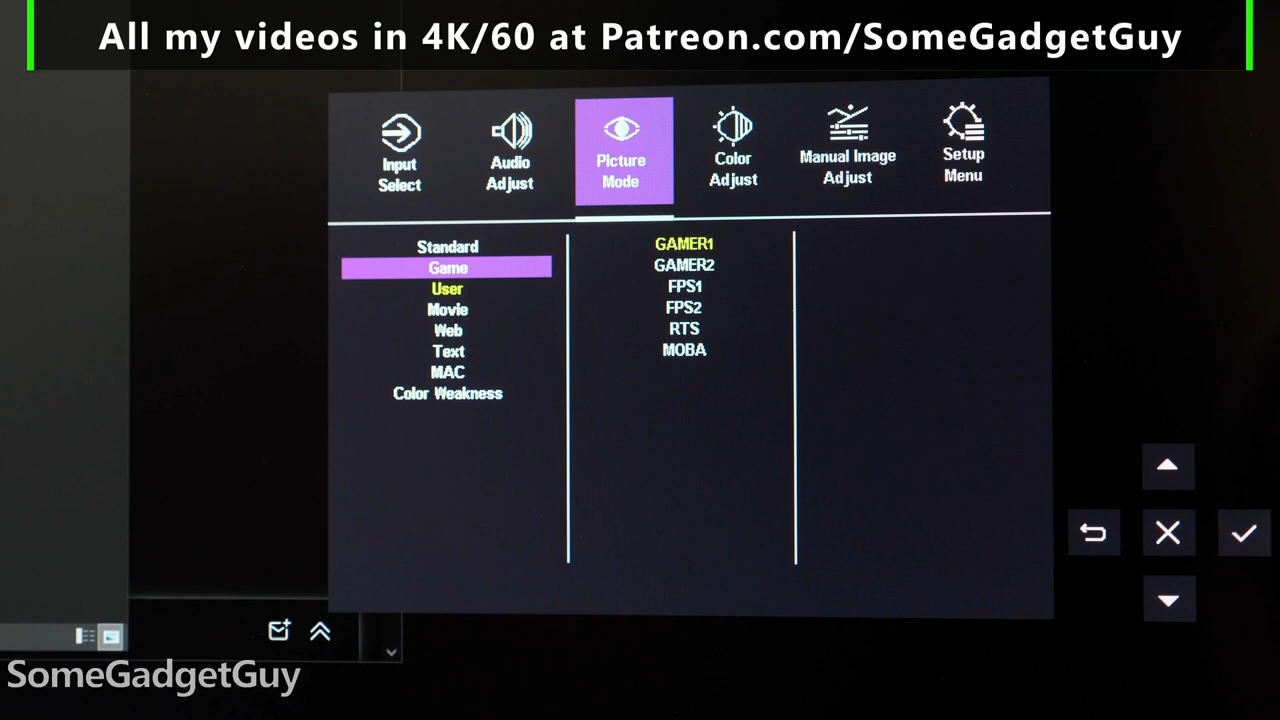 All my videos in 4K/60 at Patreon.com/SomeGadgetGuy
Input
Select
Audio
Adjust
Picture
Mode
Color
Adjust
Manual Image
Adjust
Setup
Menu
Standard
Game
User
Movie
Web
Text
MAC
Color Weakness
GAMER1
GAMER2
FPS1
FPS2
RTS
MOBA
SomeGadgetGuy